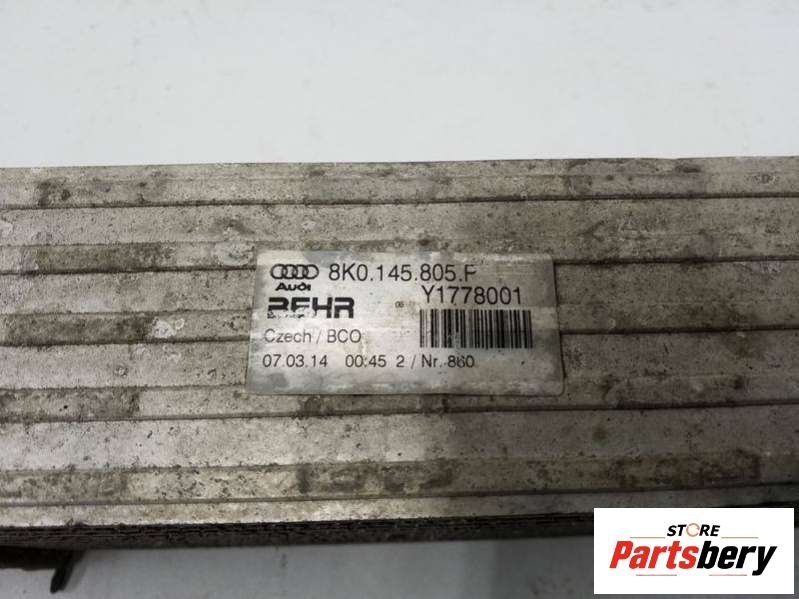 8K0.145.805.F
Audi
BEHR
Y1778001
Czech / BCO
07.03.14 00:45 2 / Nr. 860
STORE
Partsbery